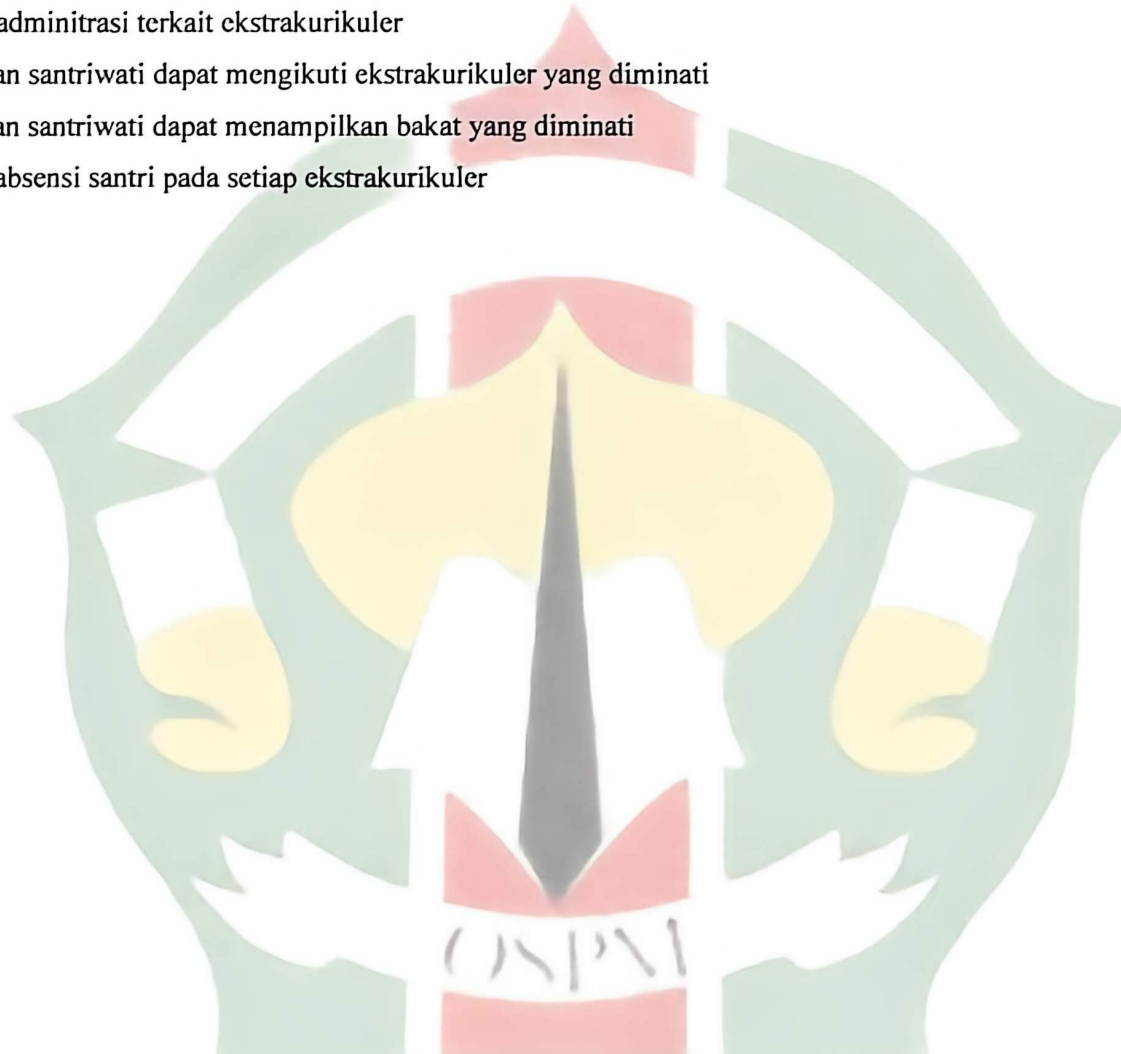 adminitrasi terkait ekstrakurikuler
an santriwati dapat mengikuti ekstrakurikuler yang diminati
an santriwati dapat menampilkan bakat yang diminati
absensi santri pada setiap ekstrakurikuler
OSPM